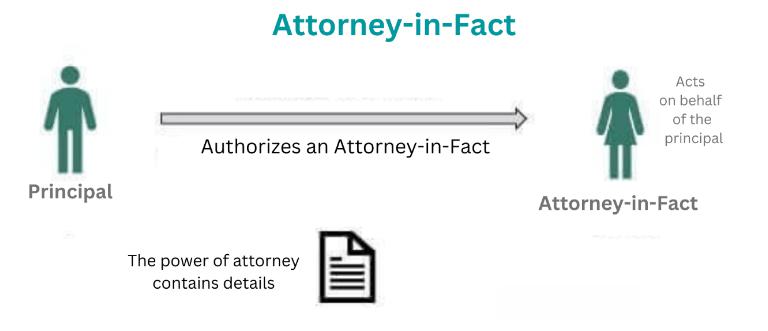 Attorney-in-Fact
Acts
on behalf
of the
principal
Authorizes an Attorney-in-Fact
Principal
Attorney-in-Fact
The power of attorney
contains details